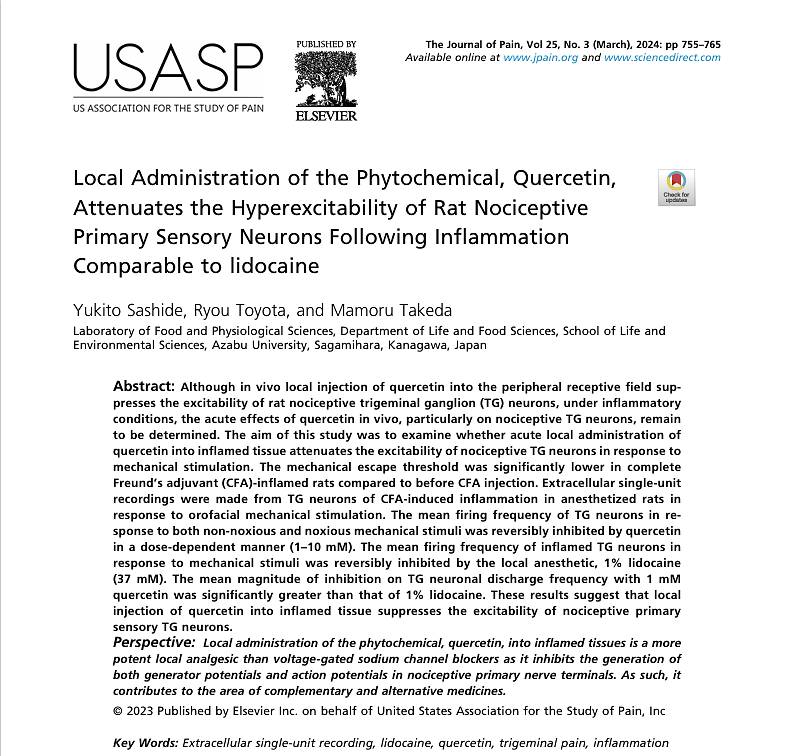 USASP
US ASSOCIATION FOR THE STUDY OF PAIN
PUBLISHED BY
ELSEVIER
The Journal of Pain, Vol 25, No. 3 (March), 2024: pp 755–765
Available online at www.jpain.org and www.sciencedirect.com
Local Administration of the Phytochemical, Quercetin,
Attenuates the Hyperexcitability of Rat Nociceptive
Primary Sensory Neurons Following Inflammation
Comparable to lidocaine
Check for
updates
Yukito Sashide, Ryou Toyota, and Mamoru Takeda
Laboratory of Food and Physiological Sciences, Department of Life and Food Sciences, School of Life and
Environmental Sciences, Azabu University, Sagamihara, Kanagawa, Japan
Abstract: Although in vivo local injection of quercetin into the peripheral receptive field sup-
presses the excitability of rat nociceptive trigeminal ganglion (TG) neurons, under inflammatory
conditions, the acute effects of quercetin in vivo, particularly on nociceptive TG neurons, remain
to be determined. The aim of this study was to examine whether acute local administration of
quercetin into inflamed tissue attenuates the excitability of nociceptive TG neurons in response to
mechanical stimulation. The mechanical escape threshold was significantly lower in complete
Freund's adjuvant (CFA)-inflamed rats compared to before CFA injection. Extracellular single-unit
recordings were made from TG neurons of CFA-induced inflammation in anesthetized rats in
response to orofacial mechanical stimulation. The mean firing frequency of TG neurons in re-
sponse to both non-noxious and noxious mechanical stimuli was reversibly inhibited by quercetin
in a dose-dependent manner (1–10 mM). The mean firing frequency of inflamed TG neurons in
response to mechanical stimuli was reversibly inhibited by the local anesthetic, 1% lidocaine
(37 mM). The mean magnitude of inhibition on TG neuronal discharge frequency with 1 mM
quercetin was significantly greater than that of 1% lidocaine. These results suggest that local
injection of quercetin into inflamed tissue suppresses the excitability of nociceptive primary
sensory TG neurons.
Perspective: Local administration of the phytochemical, quercetin, into inflamed tissues is a more
potent local analgesic than voltage-gated sodium channel blockers as it inhibits the generation of
both generator potentials and action potentials in nociceptive primary nerve terminals. As such, it
contributes to the area of complementary and alternative medicines.
© 2023 Published by Elsevier Inc. on behalf of United States Association for the Study of Pain, Inc
Key Words: Extracellular single-unit recording, lidocaine, quercetin, trigeminal pain, inflammation